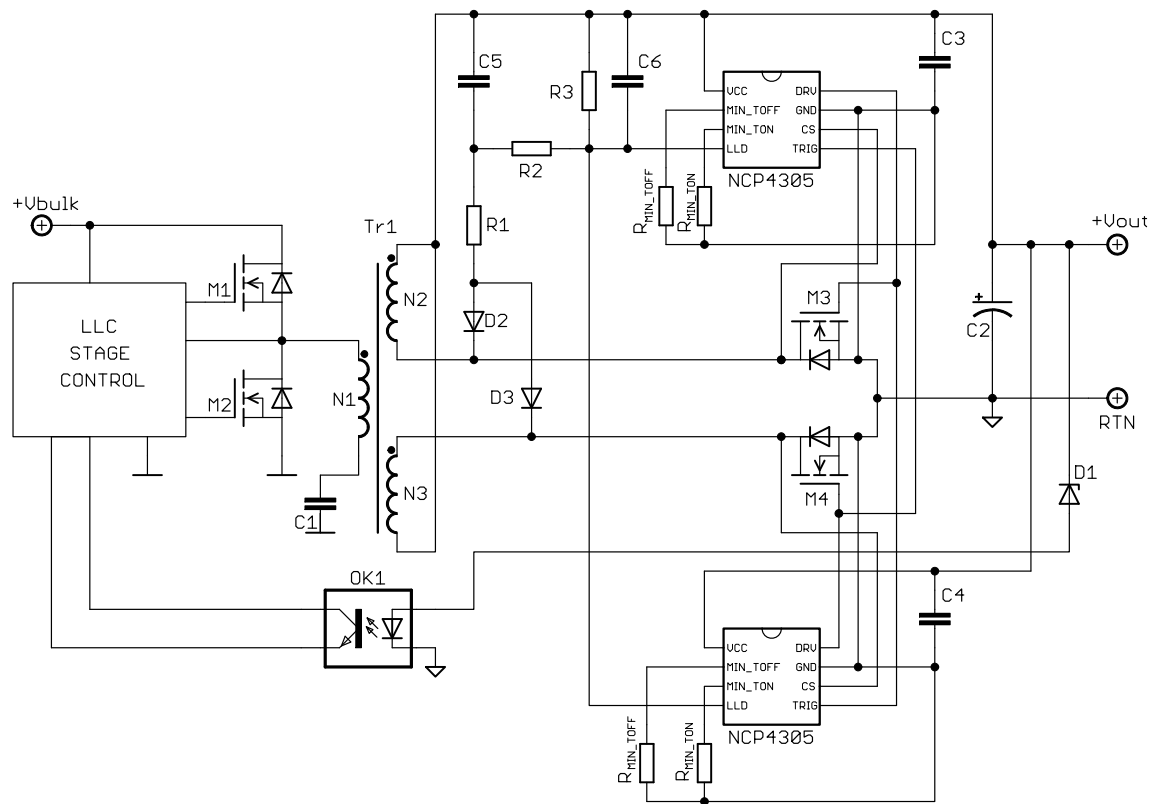 C5
R3
C6
C3
VCC
MIN_TOFF
MIN_TON
LLD
DRV
GND
CS
TRIG
NCP4305
R2
RMIN_TOFF
RMIN_TON
+Vbulk
Tr1
R1
+Vout
M1
N2
D2
M3
C2
LLC
STAGE
CONTROL
M2
N1
D3
RTN
N3
M4
D1
C1
OK1
C4
VCC
MIN_TOFF
MIN_TON
LLD
DRV
GND
CS
TRIG
NCP4305
RMIN_TOFF
RMIN_TON